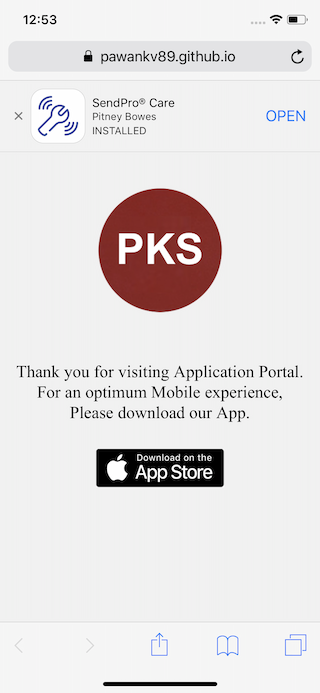 12:53
pawankv89.github.io
SendPro® Care
Pitney Bowes
INSTALLED
OPEN
PKS
Thank you for visiting Application Portal.
For an optimum Mobile experience,
Please download our App.
Download on the
App Store